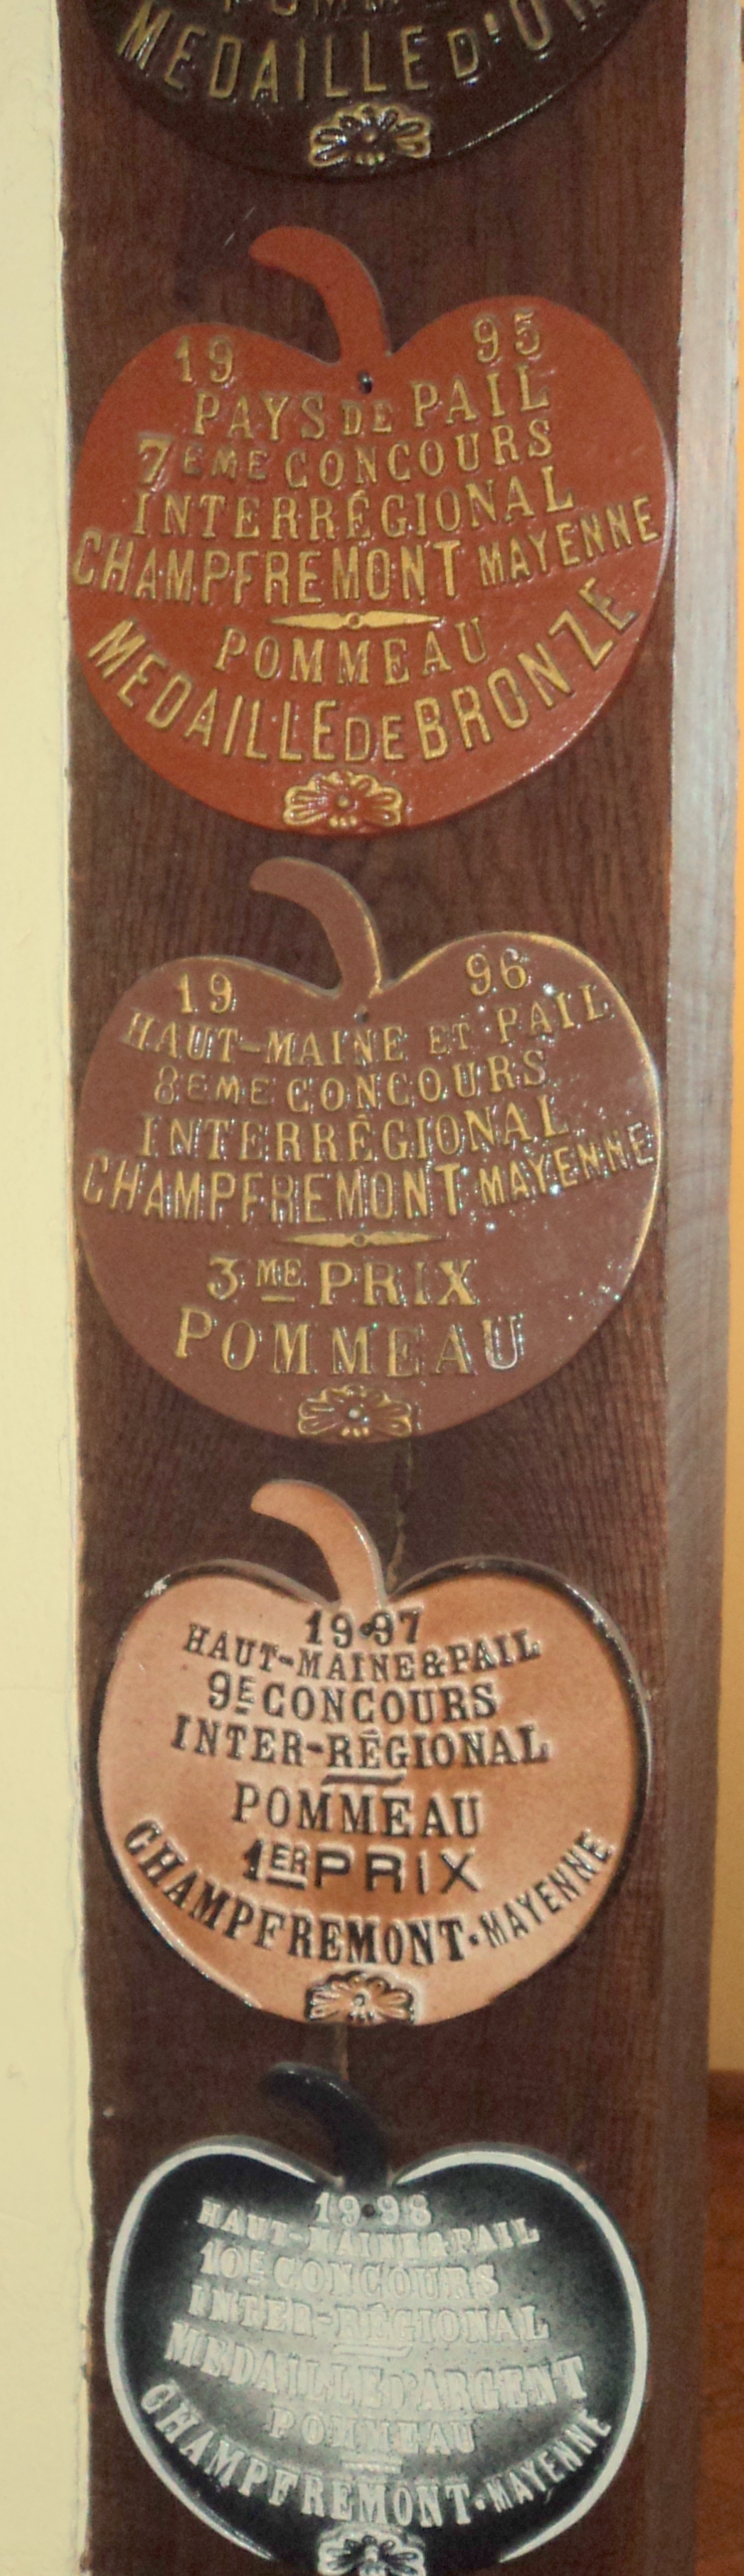 MEDAILLE D'OR
19 95
PAYS DE PAIL
7EME CONCOURS
INTERRÉGIONAL
CHAMPFREMONT MAYENNE
POMMEAU
MEDAILLE DE BRONZE
19 96
HAUT-MAINE ET PAIL
8EME CONCOURS
INTERRÉGIONAL
CHAMPFREMONT MAYENNE
3ME PRIX
POMMEAU
1997
HAUT-MAINE & PAIL
9E CONCOURS
INTER-RÉGIONAL
POMMEAU
1ER PRIX
CHAMPFREMONT·MAYENNE
1998
HAUT-MAINE & PAIL
10E CONCOURS
INTER-RÉGIONAL
MEDAILLE D'ARGENT
POMMEAU
CHAMPFREMONT·MAYENNE